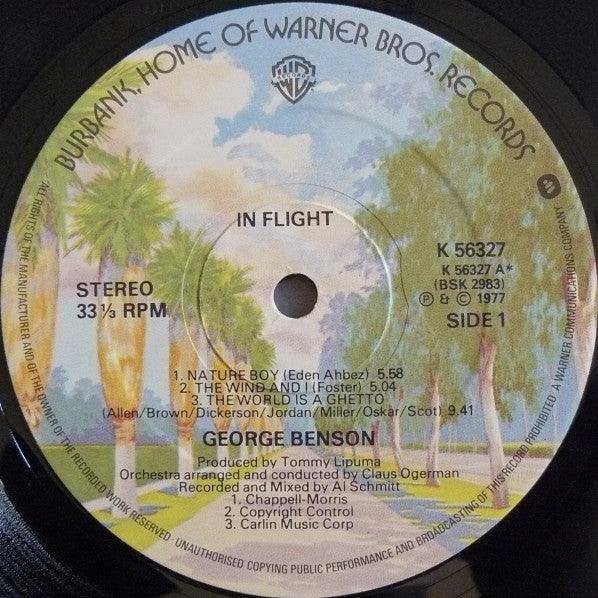 BURBANK, HOME OF WARNER BROS. RECORDS
IN FLIGHT
STEREO
33⅓ RPM
K 56327
K 56327 A*
(BSK 2983)
Ⓟ & © 1977
SIDE 1
1. NATURE BOY (Eden Ahbez) 5.58
2. THE WIND AND I (Foster) 5.04
3. THE WORLD IS A GHETTO
(Allen/Brown/Dickerson/Jordan/Miller/Oskar/Scot) 9.41
GEORGE BENSON
Produced by Tommy Lipuma
Orchestra arranged and conducted by Claus Ogerman
Recorded and Mixed by Al Schmitt
1. Chappell-Morris
2. Copyright Control
3. Carlin Music Corp
ALL RIGHTS OF THE MANUFACTURER AND OF THE OWNER OF THE RECORDED WORK RESERVED · UNAUTHORISED COPYING PUBLIC PERFORMANCE AND BROADCASTING OF THIS RECORD PROHIBITED · A WARNER COMMUNICATIONS COMPANY